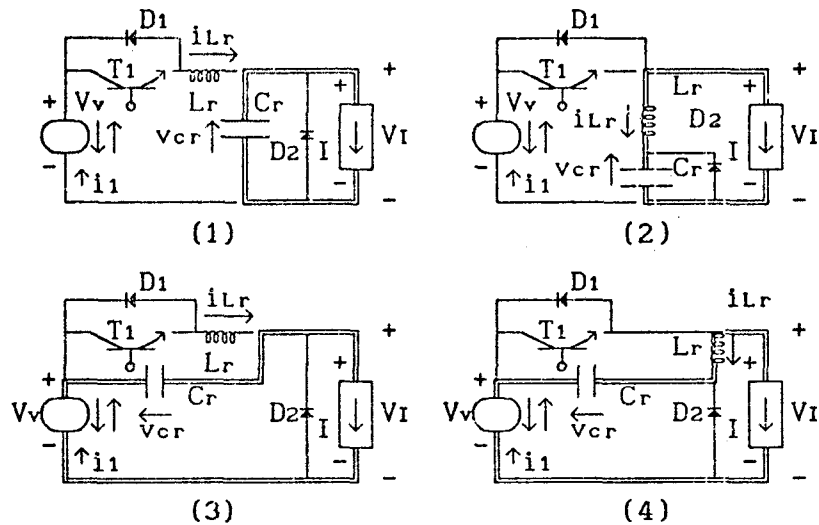 D1
iLr
T1
Lr
Cr
+
Vv
vcr
D2
I
VI
+
+
-
-
-
i1
(1)
D1
T1
Lr
+
Vv
iLr
D2
vcr
Cr
I
VI
+
+
-
-
-
i1
(2)
D1
iLr
T1
Lr
+
Cr
Vv
vcr
D2
I
VI
+
+
-
-
-
i1
(3)
D1
iLr
T1
Lr
+
Cr
Vv
vcr
D2
I
VI
+
+
-
-
-
i1
(4)